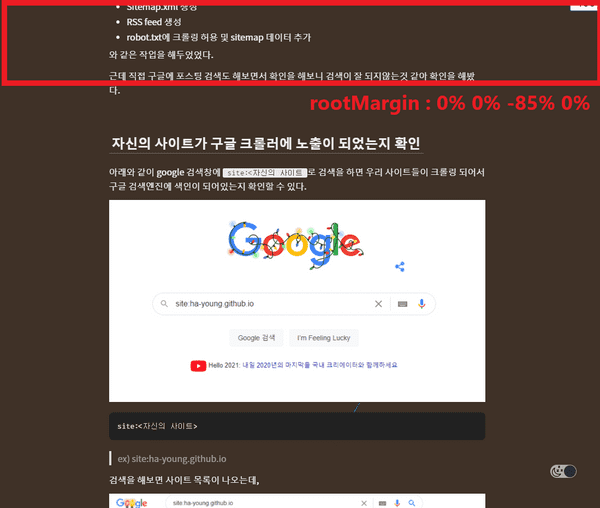 Sitemap.xml 생성
RSS feed 생성
robot.txt에 크롤링 허용 및 sitemap 데이터 추가
와 같은 작업을 해두었었다.
근데 직접 구글에 포스팅 검색도 해보면서 확인을 해보니 검색이 잘 되지않는것 같아 확인을 해봤
다.
rootMargin : 0% 0% -85% 0%
자신의 사이트가 구글 크롤러에 노출이 되었는지 확인
아래와 같이 google 검색창에 site:<자신의 사이트 로 검색을 하면 우리 사이트들이 크롤링 되어서
구글 검색엔진에 색인이 되어있는지 확인할 수 있다.
Google
site:ha-young.github.io
Google 검색 I'm Feeling Lucky
Hello 2021: 내일 2020년의 마지막을 국내 크리에이터와 함께하세요
site:<자신의 사이트>
ex) site:ha-young.github.io
검색을 해보면 사이트 목록이 나오는데,
Google site:ha-young.github.io